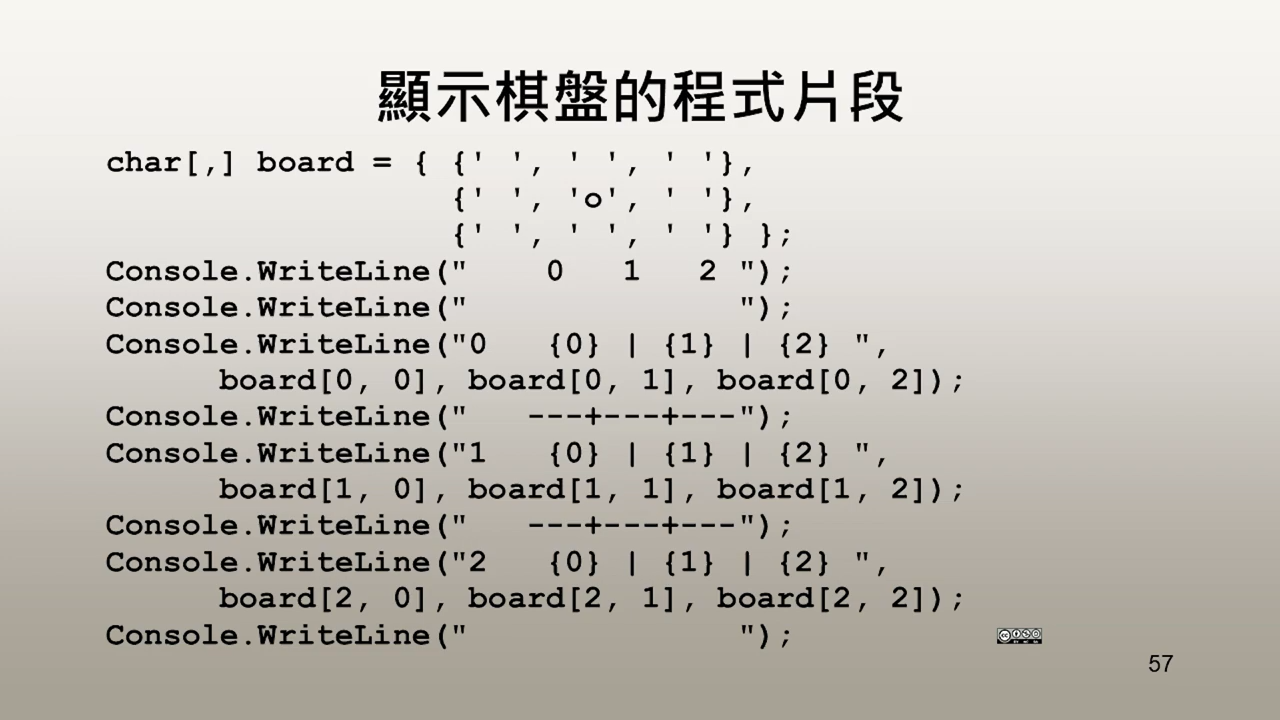 顯示棋盤的程式片段
char[,] board = { {' ', ' ', ' '},
                  {' ', 'o', ' '},
                  {' ', ' ', ' '} };
Console.WriteLine("    0   1   2 ");
Console.WriteLine("              ");
Console.WriteLine("0   {0} | {1} | {2} ",
      board[0, 0], board[0, 1], board[0, 2]);
Console.WriteLine("   ---+---+---");
Console.WriteLine("1   {0} | {1} | {2} ",
      board[1, 0], board[1, 1], board[1, 2]);
Console.WriteLine("   ---+---+---");
Console.WriteLine("2   {0} | {1} | {2} ",
      board[2, 0], board[2, 1], board[2, 2]);
Console.WriteLine("              ");
57